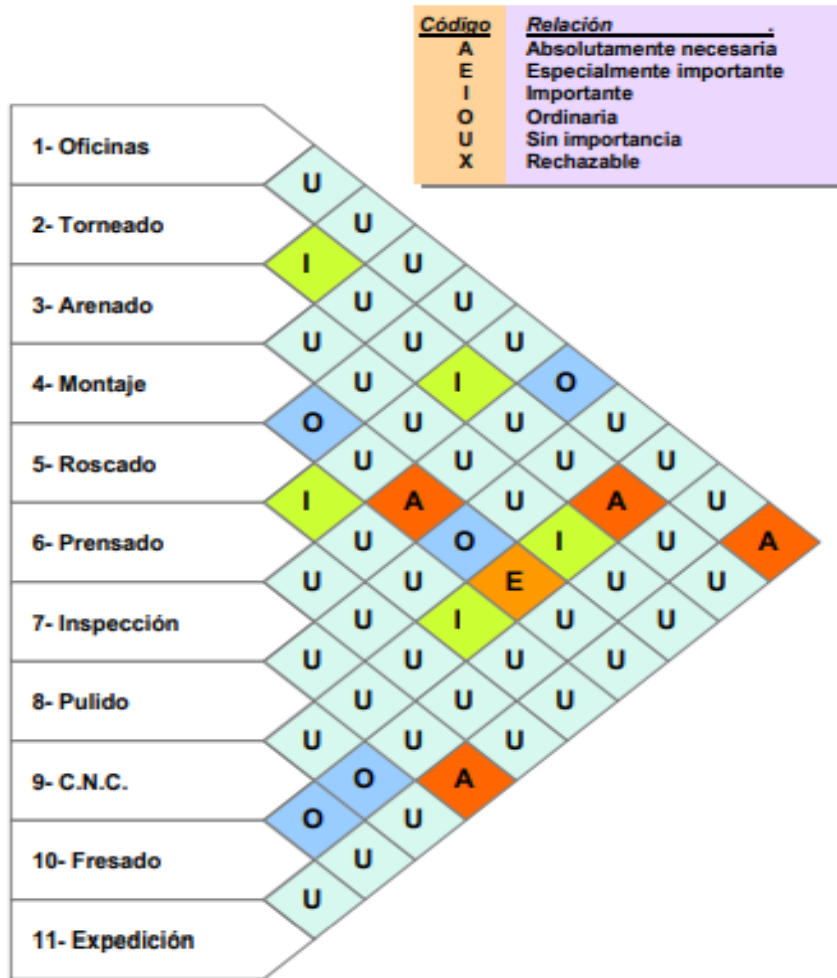 Código Relación .
A Absolutamente necesaria
E Especialmente importante
I Importante
O Ordinaria
U Sin importancia
X Rechazable
1- Oficinas
U
2- Torneado U
I U
3- Arenado U U
U U U
4- Montaje U I O
O U U U
5- Roscado U U U U
I A U A U
6- Prensado U O I U A
U U E U U
7- Inspección U I U U
U U U U
8- Pulido U U U
U U U
9- C.N.C. O A
O U
10- Fresado U
U
11- Expedición